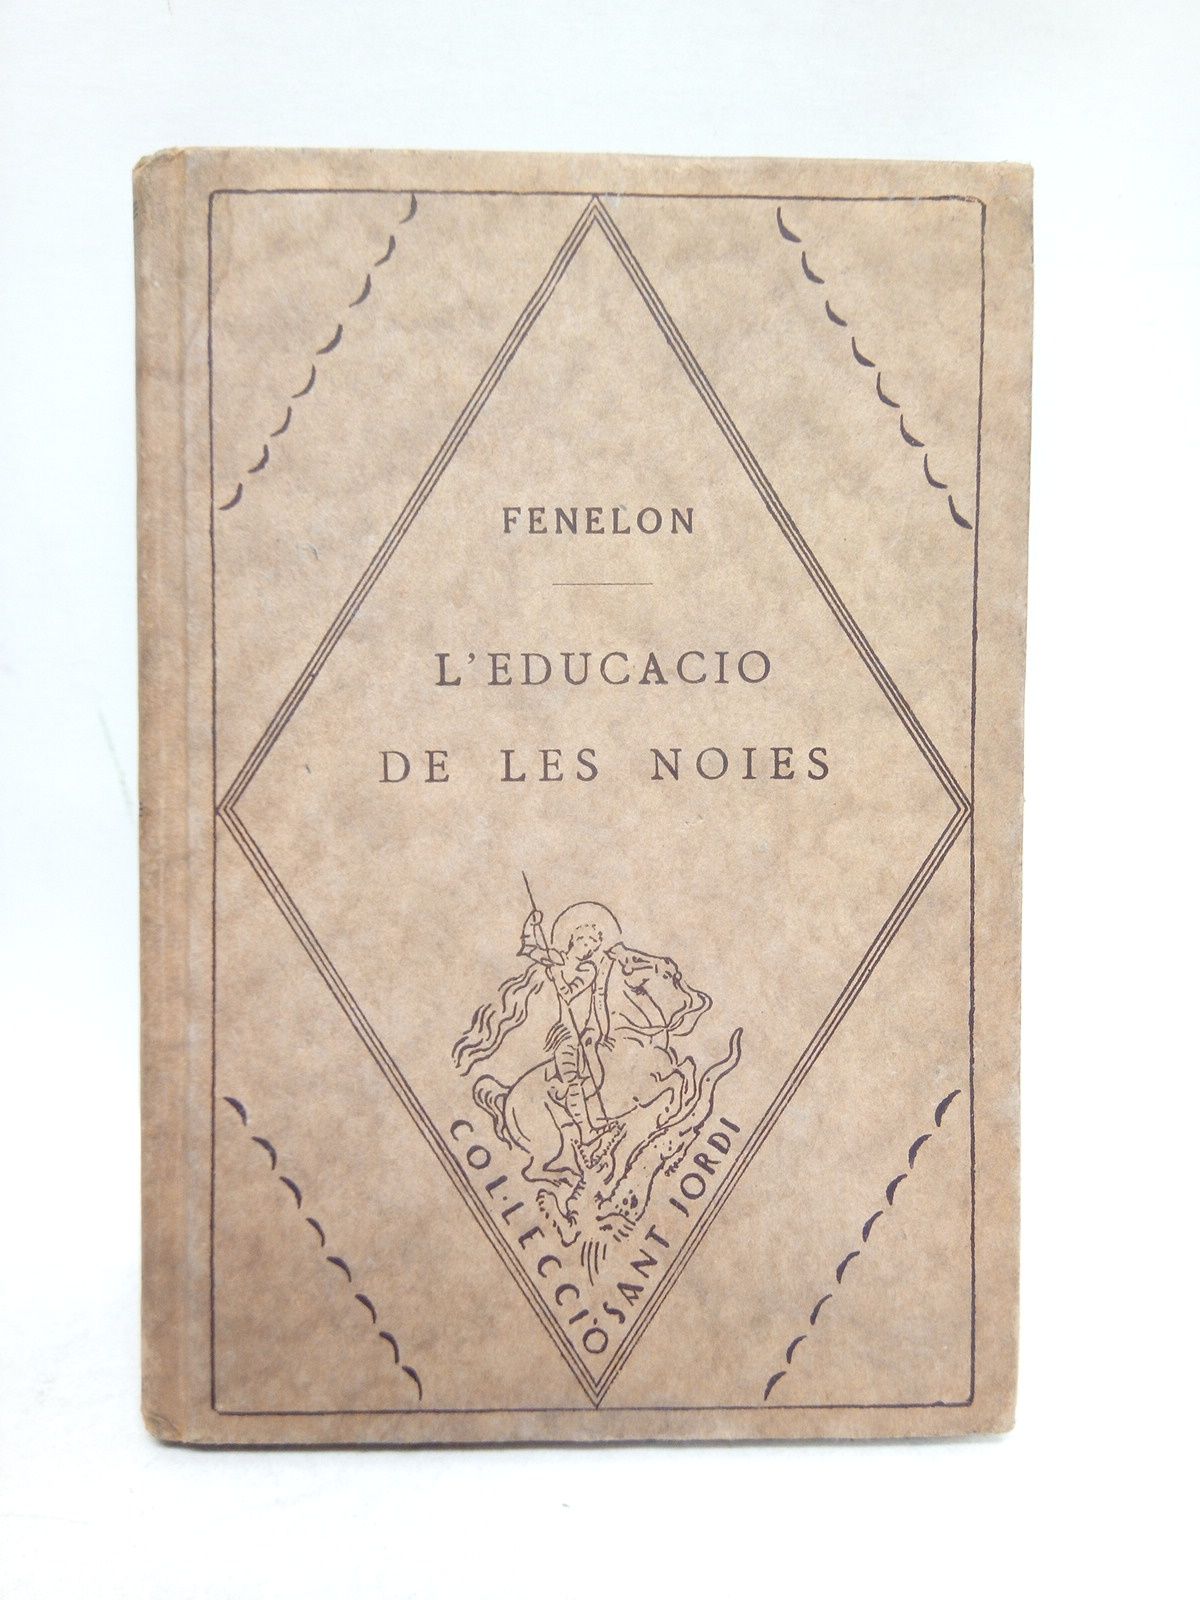 FENELON
L'EDUCACIO
DE LES NOIES
COL·LECCIÓ SANT JORDI